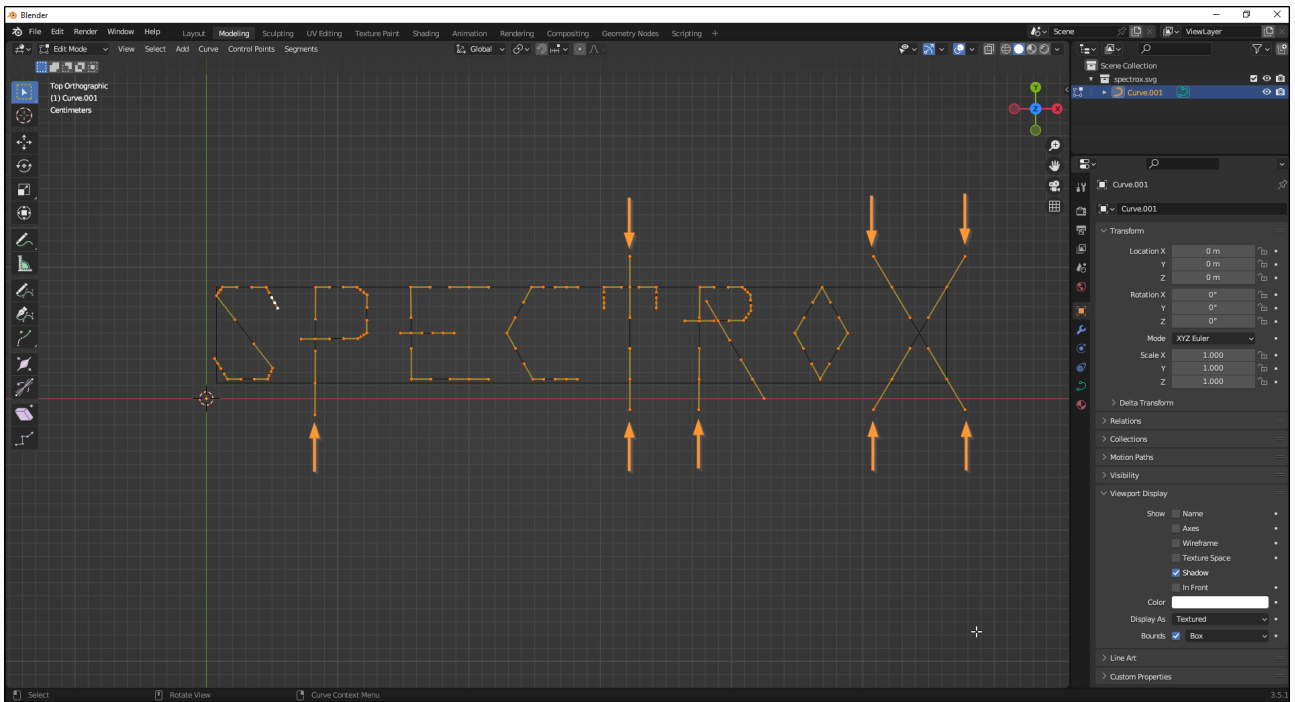 Blender
File Edit Render Window Help Layout Modeling Sculpting UV Editing Texture Paint Shading Animation Rendering Compositing Geometry Nodes Scripting + Scene ViewLayer
Edit Mode View Select Add Curve Control Points Segments Global
Top Orthographic
(1) Curve.001
Centimeters
SPECTROX
Y
Z
X
Scene Collection
spectrox.svg
Curve.001
Curve.001
Curve.001
Transform
Location X 0 m
Y 0 m
Z 0 m
Rotation X 0°
Y 0°
Z 0°
Mode XYZ Euler
Scale X 1.000
Y 1.000
Z 1.000
Delta Transform
Relations
Collections
Motion Paths
Visibility
Viewport Display
Show Name
Axes
Wireframe
Texture Space
Shadow
In Front
Color
Display As Textured
Bounds Box
Line Art
Custom Properties
Select Rotate View Curve Context Menu 3.5.1